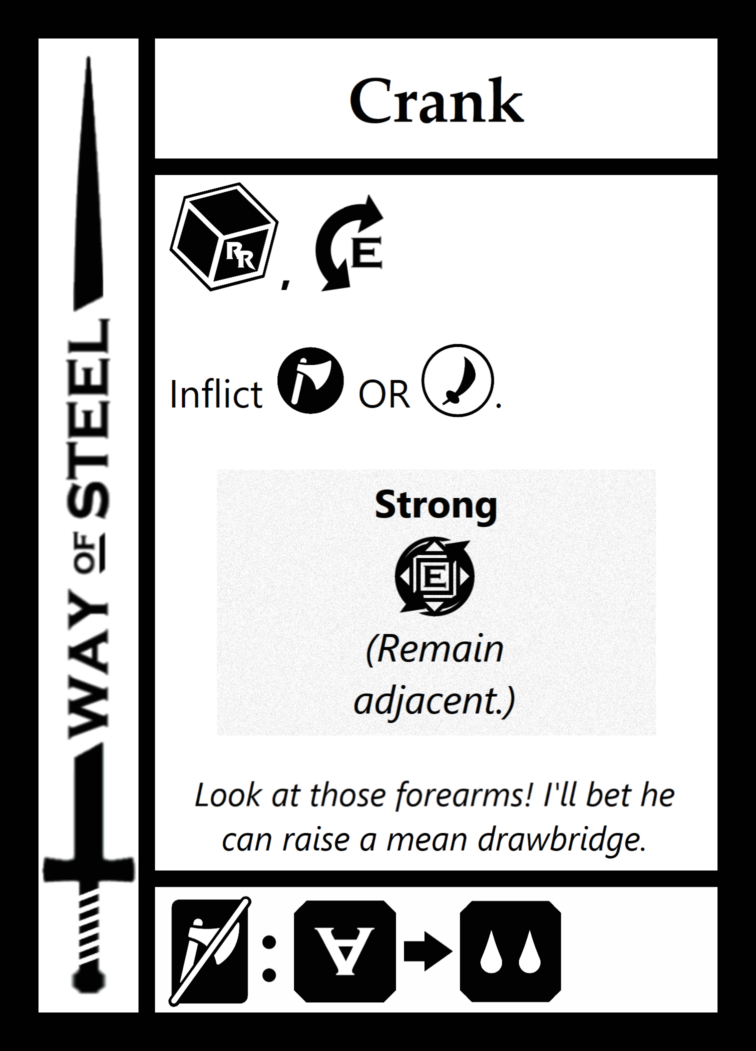 WAY OF STEEL
Crank
RR, E
Inflict OR .
Strong
E
(Remain
adjacent.)
Look at those forearms! I'll bet he
can raise a mean drawbridge.
: ∀